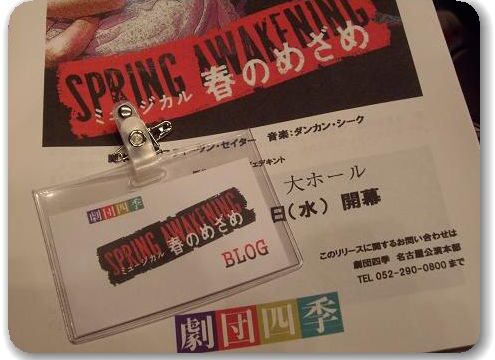 SPRING AWAKENING
ミュージカル 春のめざめ
音楽:ダンカン・シーク
大ホール
(水) 開幕
このリリースに関するお問い合わせは
劇団四季 名古屋公演本部
TEL 052-290-0800 まで
劇団四季
劇団四季
SPRING AWAKENING
ミュージカル 春のめざめ
BLOG